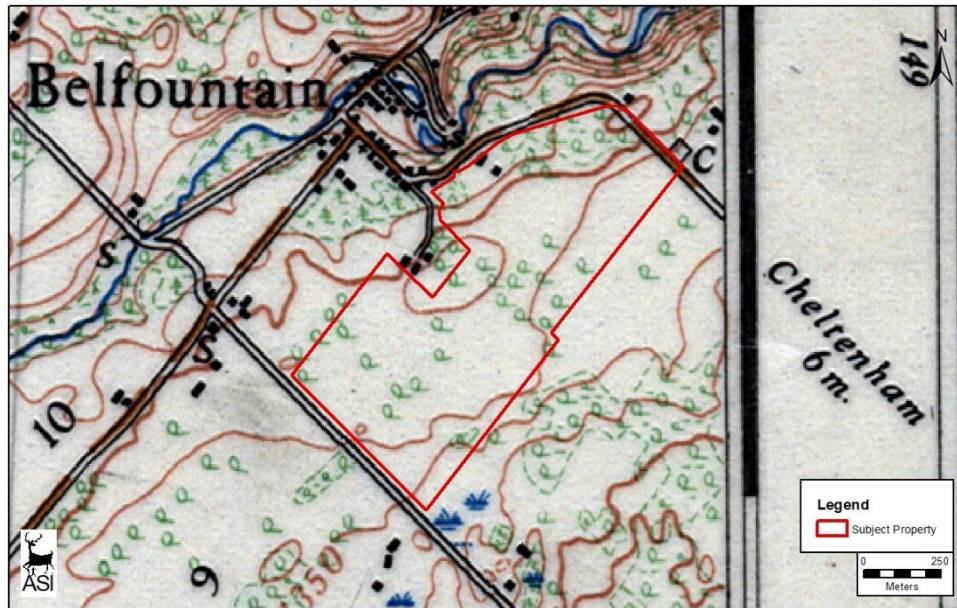 Belfountain
149
N
C
S
Cheltenham
6 m.
S
10
9
350
Legend
Subject Property
0 250
Meters
ASI